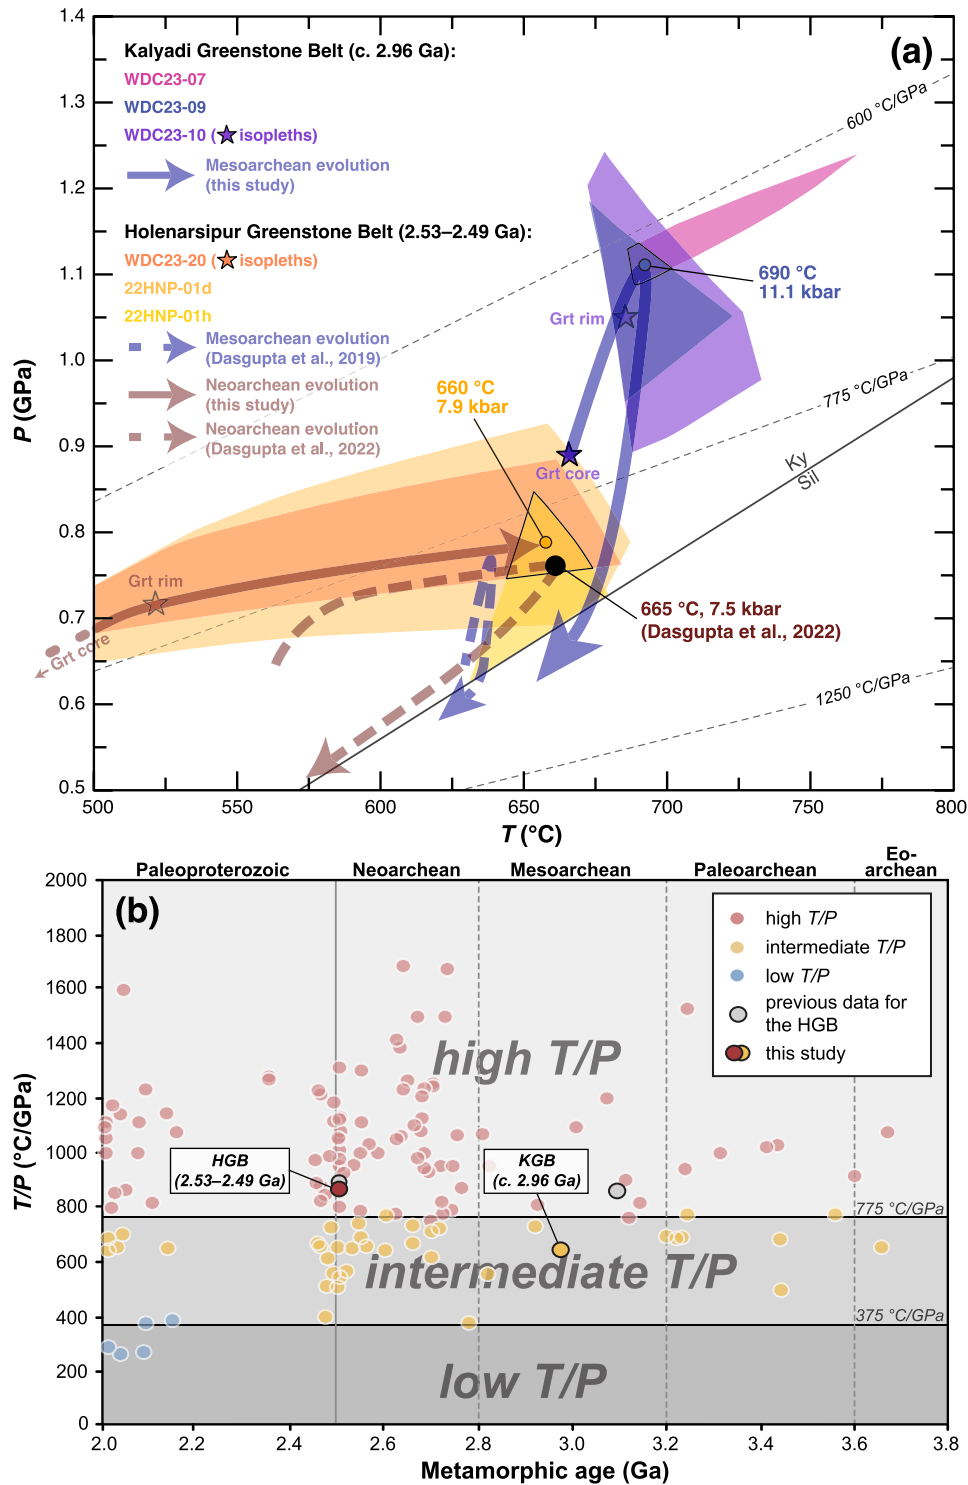 (a)
Kalyadi Greenstone Belt (c. 2.96 Ga):
WDC23-07
WDC23-09
WDC23-10 (★ isopleths)
Mesoarchean evolution
(this study)
Holenarsipur Greenstone Belt (2.53–2.49 Ga):
WDC23-20 (★ isopleths)
22HNP-01d
22HNP-01h
Mesoarchean evolution
(Dasgupta et al., 2019)
Neoarchean evolution
(this study)
Neoarchean evolution
(Dasgupta et al., 2022)
600 °C/GPa
690 °C
11.1 kbar
Grt rim
660 °C
7.9 kbar
775 °C/GPa
Grt core
Ky
Sil
Grt rim
Grt core
665 °C, 7.5 kbar
(Dasgupta et al., 2022)
1250 °C/GPa
1.4
1.3
1.2
1.1
1.0
0.9
0.8
0.7
0.6
0.5
P (GPa)
500
550
600
650
700
750
800
T (°C)
Paleoproterozoic
Neoarchean
Mesoarchean
Paleoarchean
Eo-
archean
(b)
high T/P
intermediate T/P
low T/P
previous data for
the HGB
this study
high T/P
HGB
(2.53–2.49 Ga)
KGB
(c. 2.96 Ga)
775 °C/GPa
intermediate T/P
375 °C/GPa
low T/P
2000
1800
1600
1400
1200
1000
800
600
400
200
0
T/P (°C/GPa)
2.0
2.2
2.4
2.6
2.8
3.0
3.2
3.4
3.6
3.8
Metamorphic age (Ga)